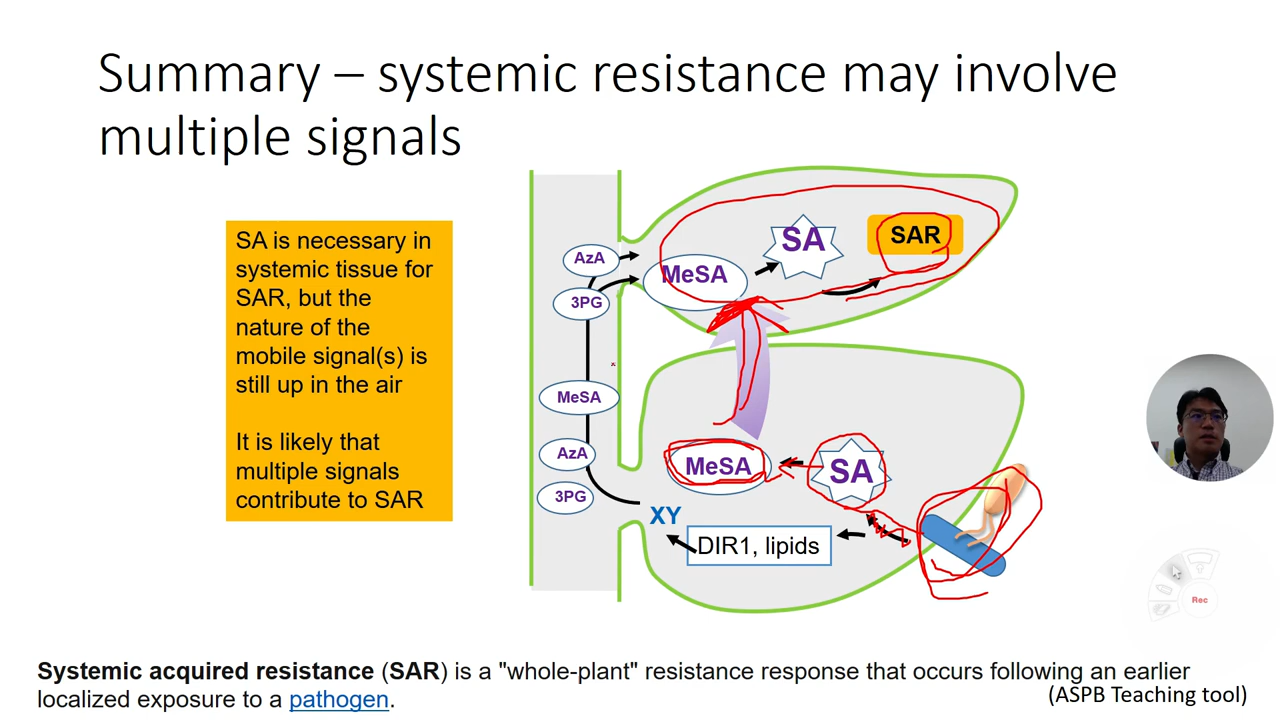 Summary – systemic resistance may involve
multiple signals
SA is necessary in
systemic tissue for
SAR, but the
nature of the
mobile signal(s) is
still up in the air
It is likely that
multiple signals
contribute to SAR
AzA
3PG
MeSA
SA
SAR
MeSA
AzA
3PG
MeSA
SA
XY
DIR1, lipids
Rec
Systemic acquired resistance (SAR) is a "whole-plant" resistance response that occurs following an earlier
localized exposure to a pathogen.
(ASPB Teaching tool)